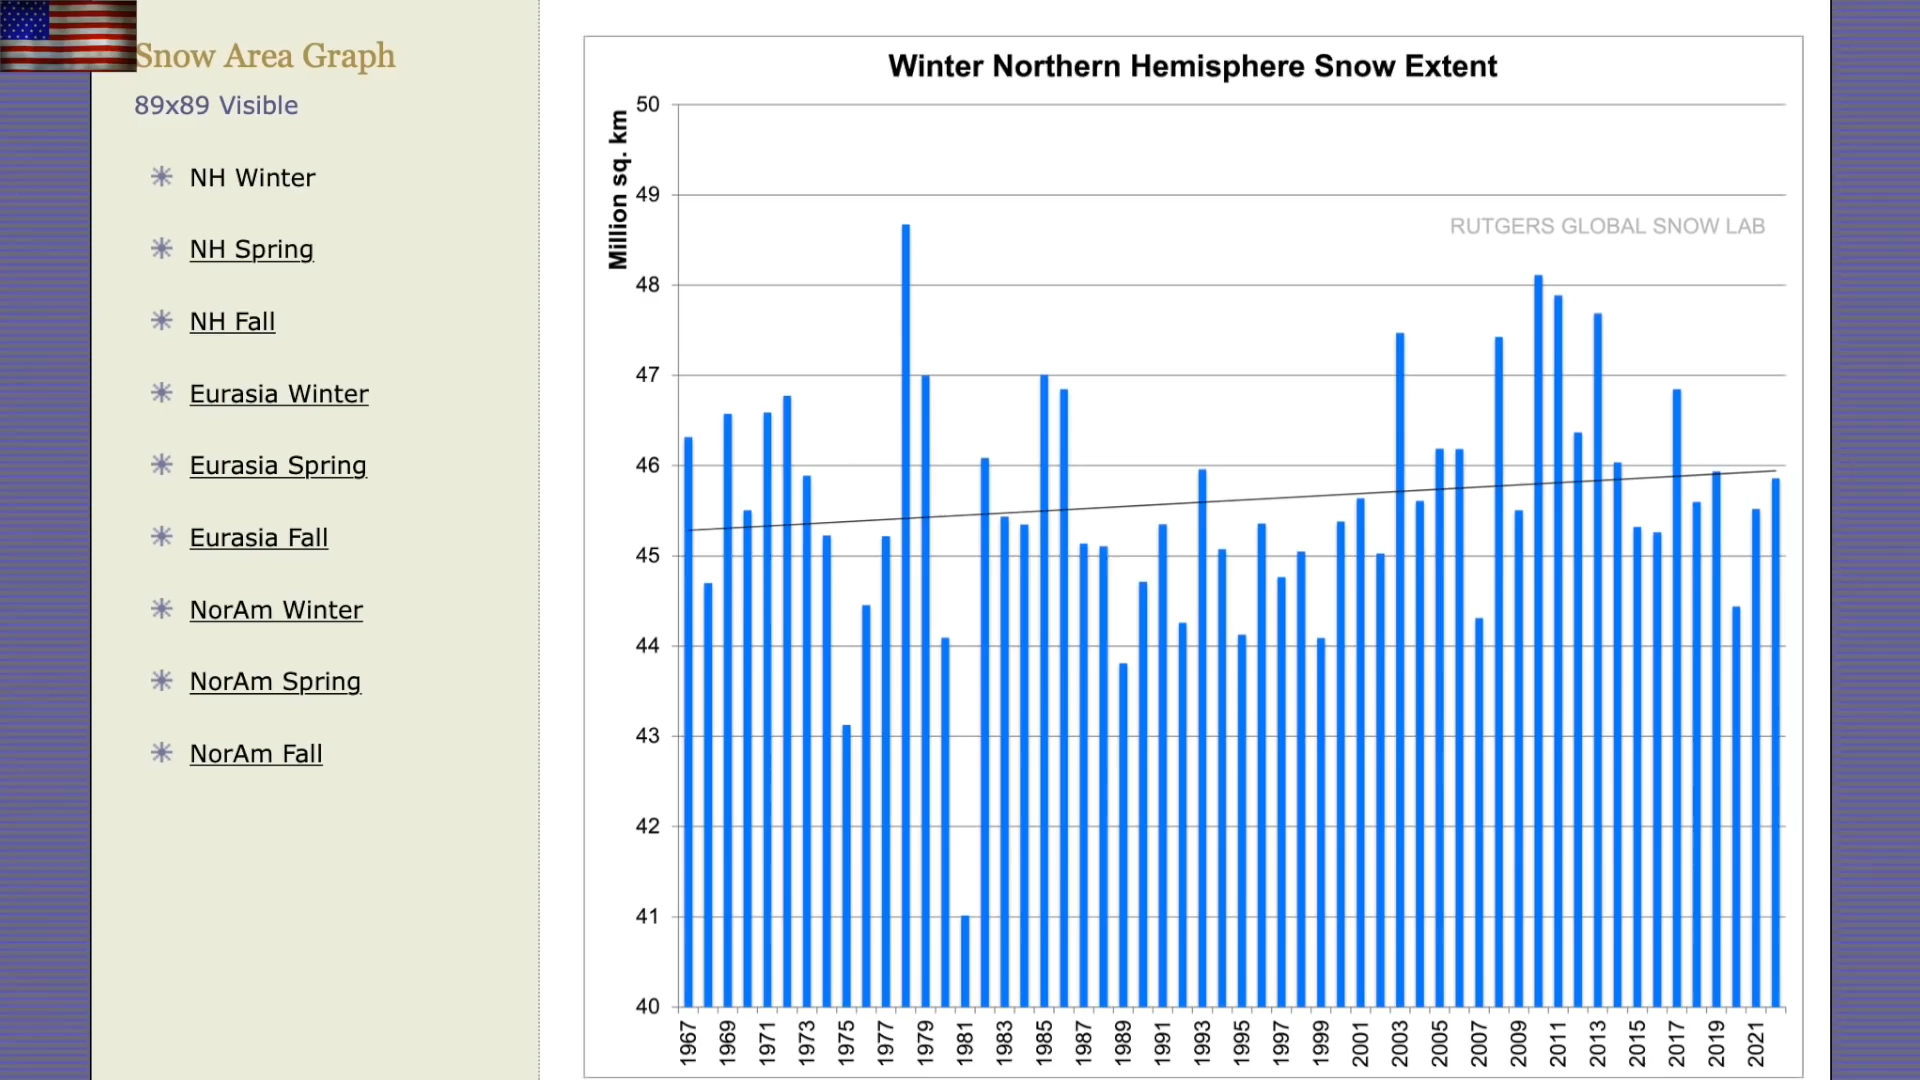 Snow Area Graph
89x89 Visible
NH Winter
NH Spring
NH Fall
Eurasia Winter
Eurasia Spring
Eurasia Fall
NorAm Winter
NorAm Spring
NorAm Fall
Winter Northern Hemisphere Snow Extent
Million sq. km
50
49
48
47
46
45
44
43
42
41
40
RUTGERS GLOBAL SNOW LAB
1967 1969 1971 1973 1975 1977 1979 1981 1983 1985 1987 1989 1991 1993 1995 1997 1999 2001 2003 2005 2007 2009 2011 2013 2015 2017 2019 2021